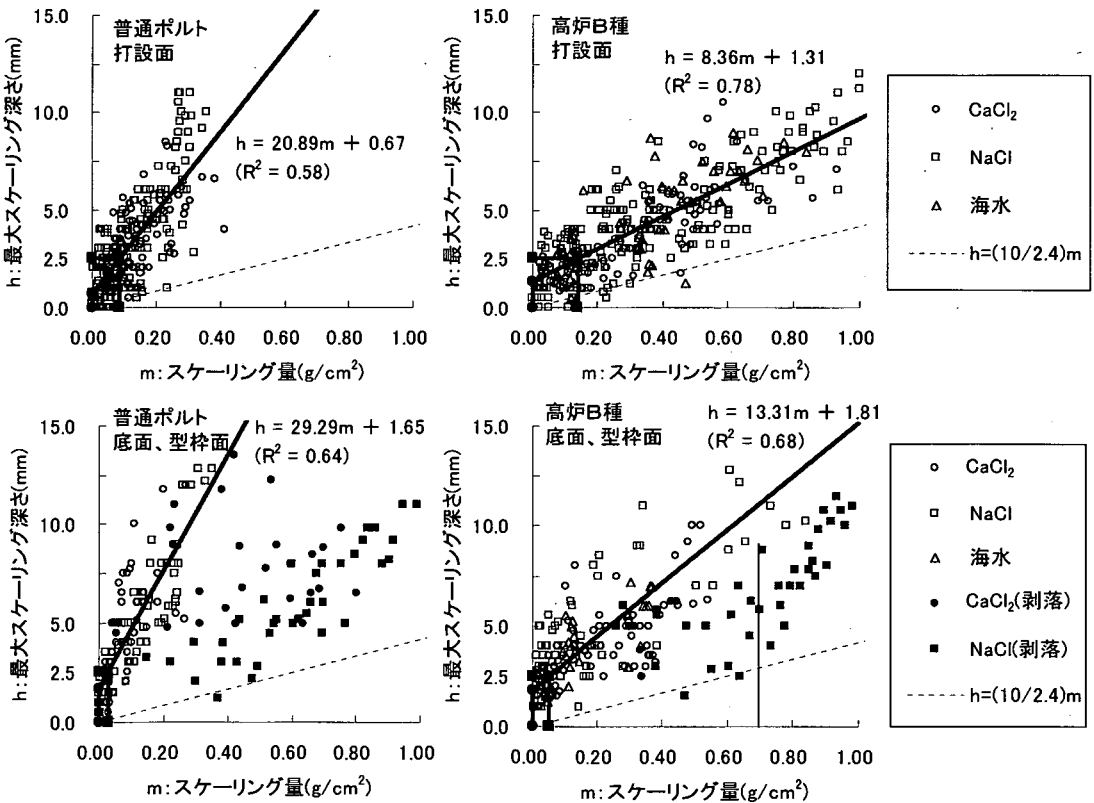 普通ポルト
打設面
h = 20.89m + 0.67
(R² = 0.58)
h:最大スケーリング深さ(mm)
15.0
10.0
7.5
5.0
2.5
0.0
0.00 0.20 0.40 0.60 0.80 1.00
m:スケーリング量(g/cm²)
高炉B種
打設面
h = 8.36m + 1.31
(R² = 0.78)
h:最大スケーリング深さ(mm)
15.0
10.0
7.5
5.0
2.5
0.0
0.00 0.20 0.40 0.60 0.80 1.00
m:スケーリング量(g/cm²)
CaCl₂
NaCl
海水
h=(10/2.4)m
普通ポルト
底面、型枠面
h = 29.29m + 1.65
(R² = 0.64)
h:最大スケーリング深さ(mm)
15.0
10.0
7.5
5.0
2.5
0.0
0.00 0.20 0.40 0.60 0.80 1.00
m:スケーリング量(g/cm²)
高炉B種
底面、型枠面
h = 13.31m + 1.81
(R² = 0.68)
h:最大スケーリング深さ(mm)
15.0
10.0
7.5
5.0
2.5
0.0
0.00 0.20 0.40 0.60 0.80 1.00
m:スケーリング量(g/cm²)
CaCl₂
NaCl
海水
CaCl₂(剥落)
NaCl(剥落)
h=(10/2.4)m